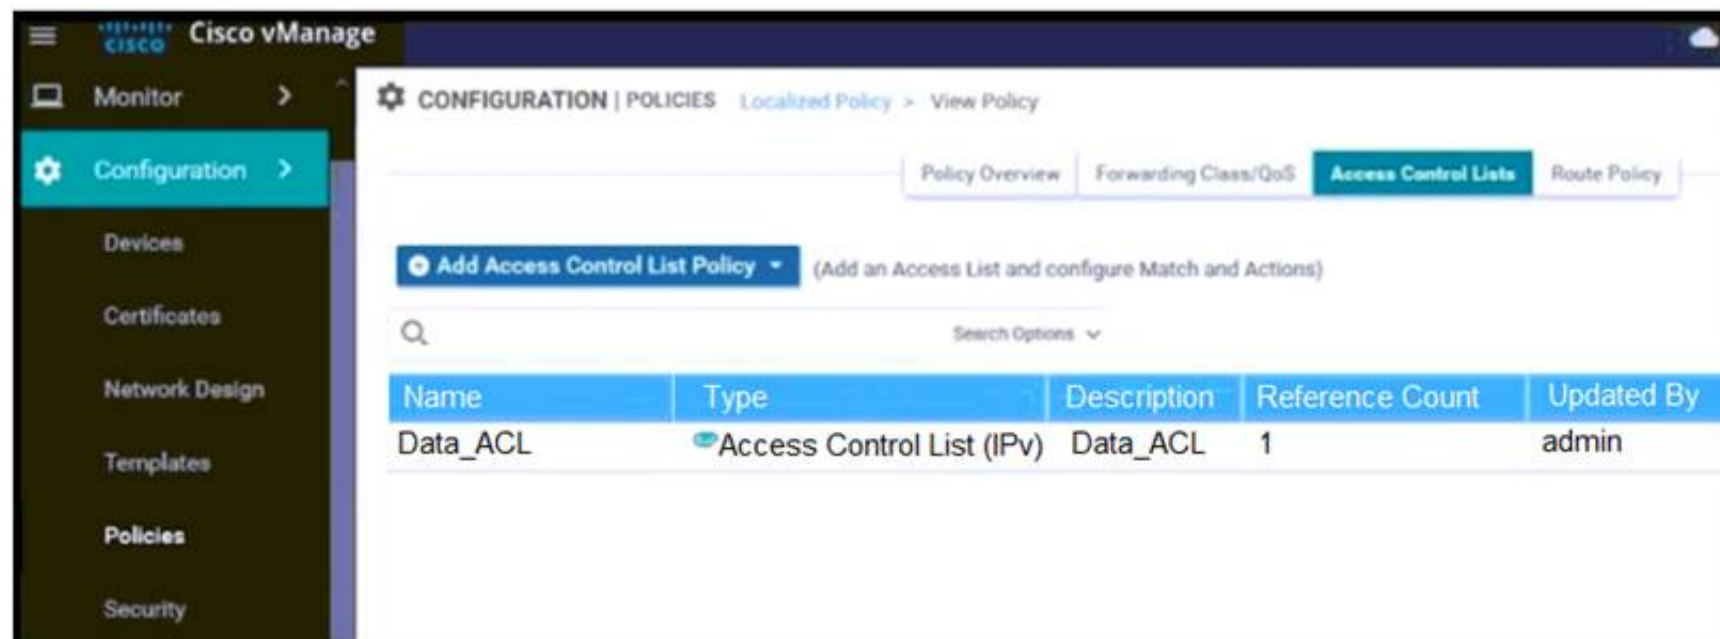 CISCO Cisco vManage
Monitor
CONFIGURATION | POLICIES Localized Policy > View Policy
Configuration
Policy Overview Forwarding Class/QoS Access Control Lists Route Policy
Devices
Add Access Control List Policy (Add an Access List and configure Match and Actions)
Certificates
Search Options
Network Design
Name Type Description Reference Count Updated By
Data_ACL Access Control List (IPv) Data_ACL 1 admin
Templates
Policies
Security